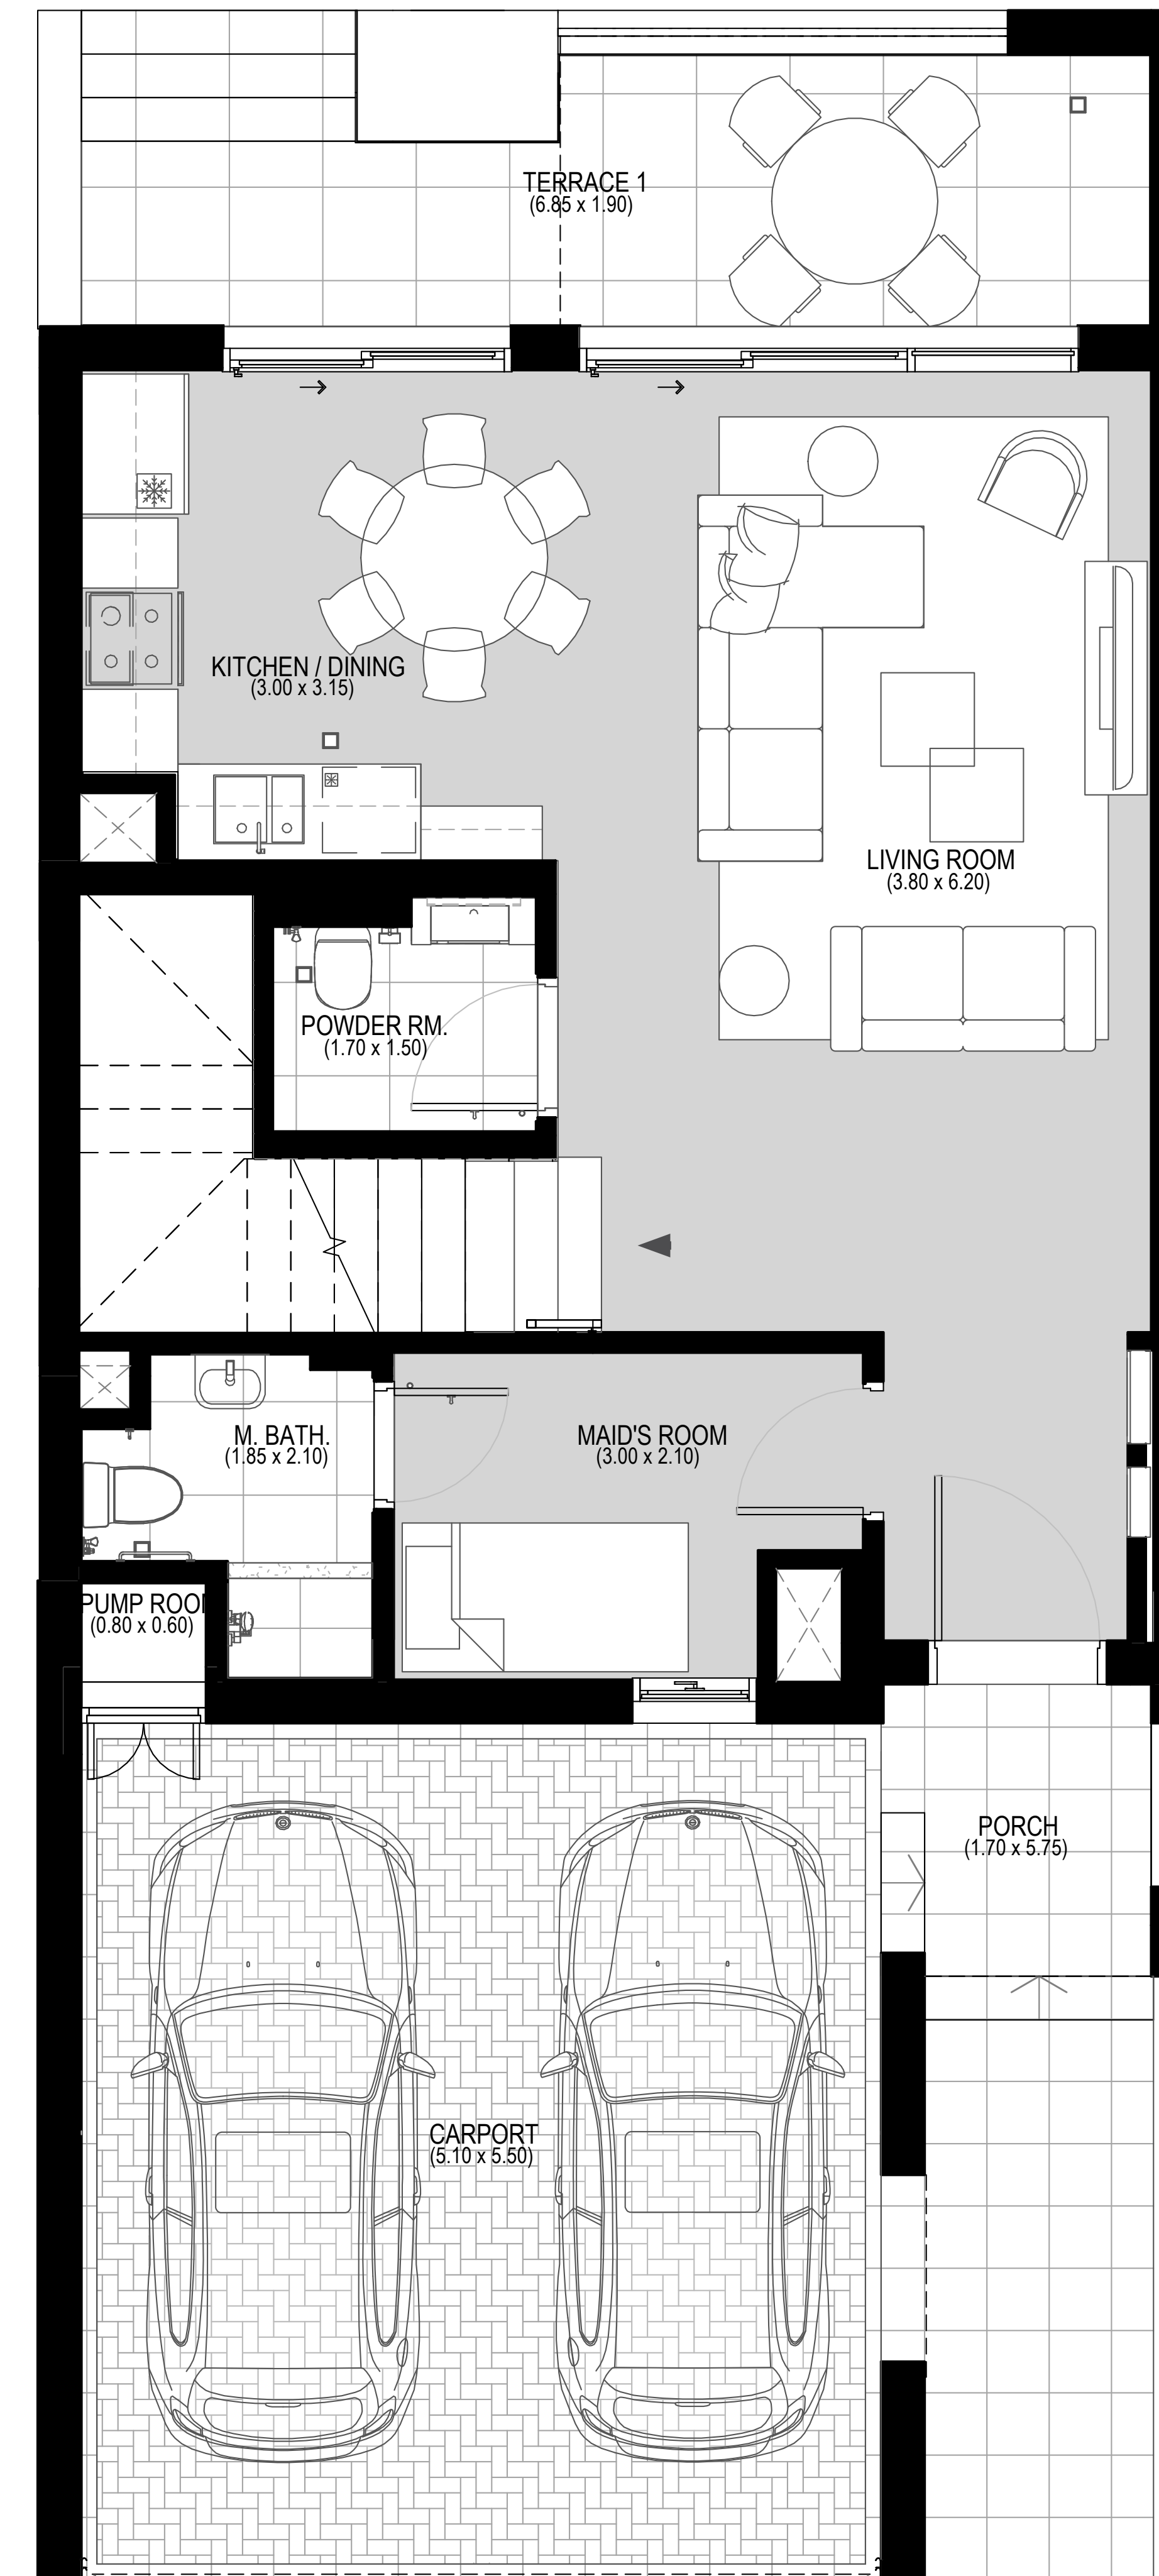 TERRACE 1
(6.85 x 1.90)
KITCHEN / DINING
(3.00 x 3.15)
LIVING ROOM
(3.80 x 6.20)
POWDER RM.
(1.70 x 1.50)
M. BATH.
(1.85 x 2.10)
MAID'S ROOM
(3.00 x 2.10)
PUMP ROO
(0.80 x 0.60)
PORCH
(1.70 x 5.75)
CARPORT
(5.10 x 5.50)